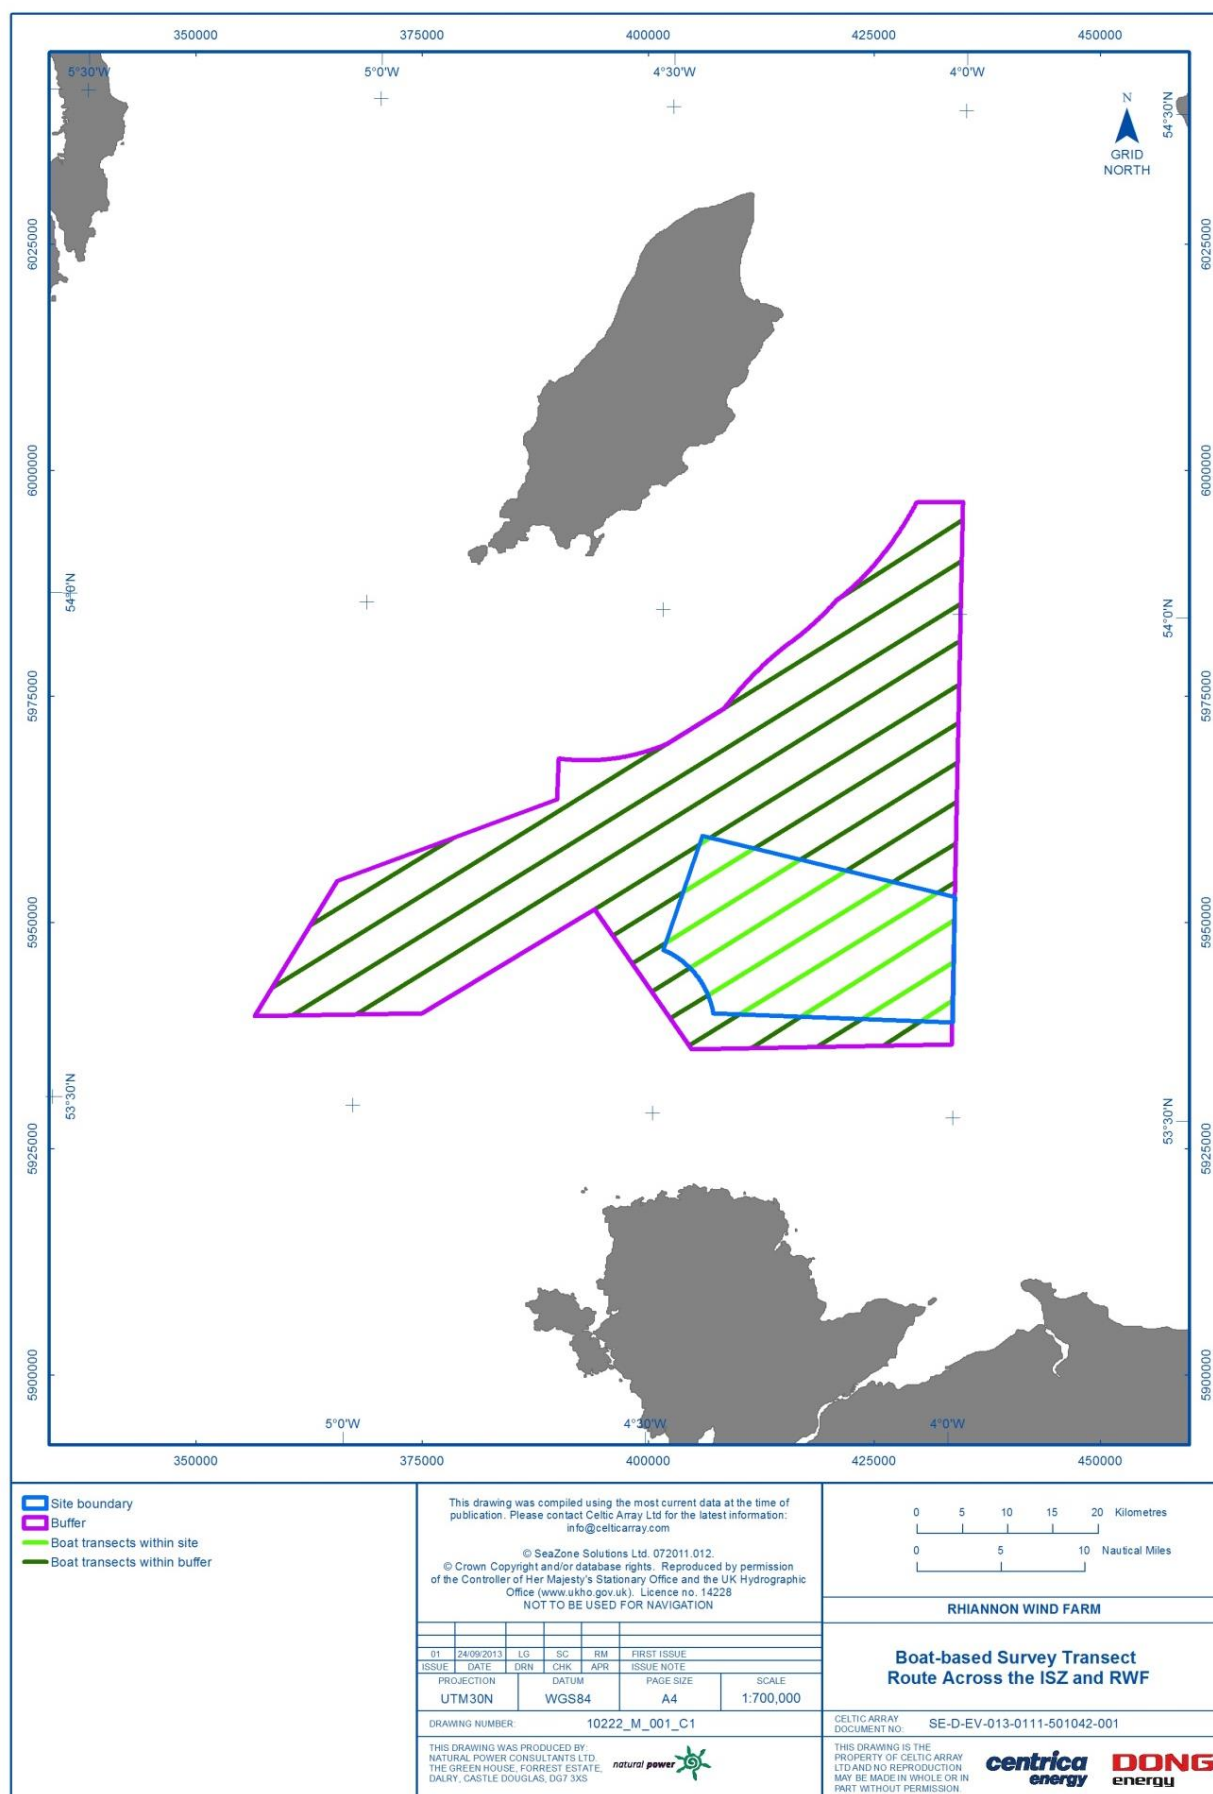 350000 375000 400000 425000 450000
5°30'W 5°0'W 4°30'W 4°0'W
N
GRID
NORTH
54°30'N
6025000 6025000
6000000 6000000
54°0'N 54°0'N
5975000 5975000
5950000 5950000
53°30'N 53°30'N
5925000 5925000
5900000 5900000
5°0'W 4°30'W 4°0'W
350000 375000 400000 425000 450000
Site boundary
Buffer
Boat transects within site
Boat transects within buffer
This drawing was compiled using the most current data at the time of
publication. Please contact Celtic Array Ltd for the latest information:
info@celticarray.com
© SeaZone Solutions Ltd. 072011.012.
© Crown Copyright and/or database rights. Reproduced by permission
of the Controller of Her Majesty's Stationary Office and the UK Hydrographic
Office (www.ukho.gov.uk). Licence no. 14228
NOT TO BE USED FOR NAVIGATION
01 24/09/2013 LG SC RM FIRST ISSUE
ISSUE DATE DRN CHK APR ISSUE NOTE
PROJECTION DATUM PAGE SIZE SCALE
UTM30N WGS84 A4 1:700,000
DRAWING NUMBER: 10222_M_001_C1
THIS DRAWING WAS PRODUCED BY:
NATURAL POWER CONSULTANTS LTD.
THE GREEN HOUSE, FORREST ESTATE,
DALRY, CASTLE DOUGLAS, DG7 3XS
natural power
0 5 10 15 20 Kilometres
0 5 10 Nautical Miles
RHIANNON WIND FARM
Boat-based Survey Transect
Route Across the ISZ and RWF
CELTIC ARRAY
DOCUMENT NO: SE-D-EV-013-0111-501042-001
THIS DRAWING IS THE
PROPERTY OF CELTIC ARRAY
LTD AND NO REPRODUCTION
MAY BE MADE IN WHOLE OR IN
PART WITHOUT PERMISSION.
centrica
energy
DONG
energy